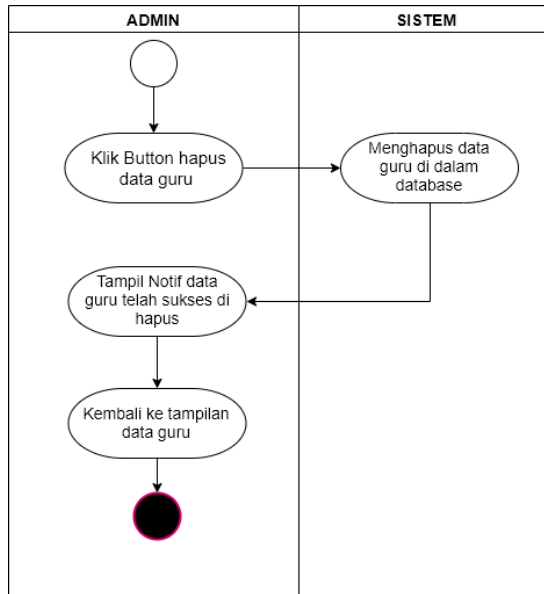 ADMIN
SISTEM
Klik Button hapus
data guru
Menghapus data
guru di dalam
database
Tampil Notif data
guru telah sukses di
hapus
Kembali ke tampilan
data guru